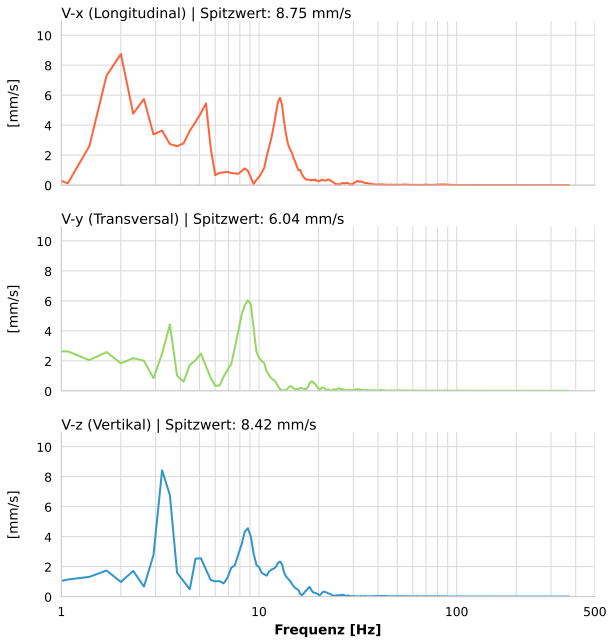 V-x (Longitudinal) | Spitzwert: 8.75 mm/s
10
8
6
4
2
0
[mm/s]
V-y (Transversal) | Spitzwert: 6.04 mm/s
10
8
6
4
2
0
[mm/s]
V-z (Vertikal) | Spitzwert: 8.42 mm/s
10
8
6
4
2
0
[mm/s]
1 10 100 500
Frequenz [Hz]